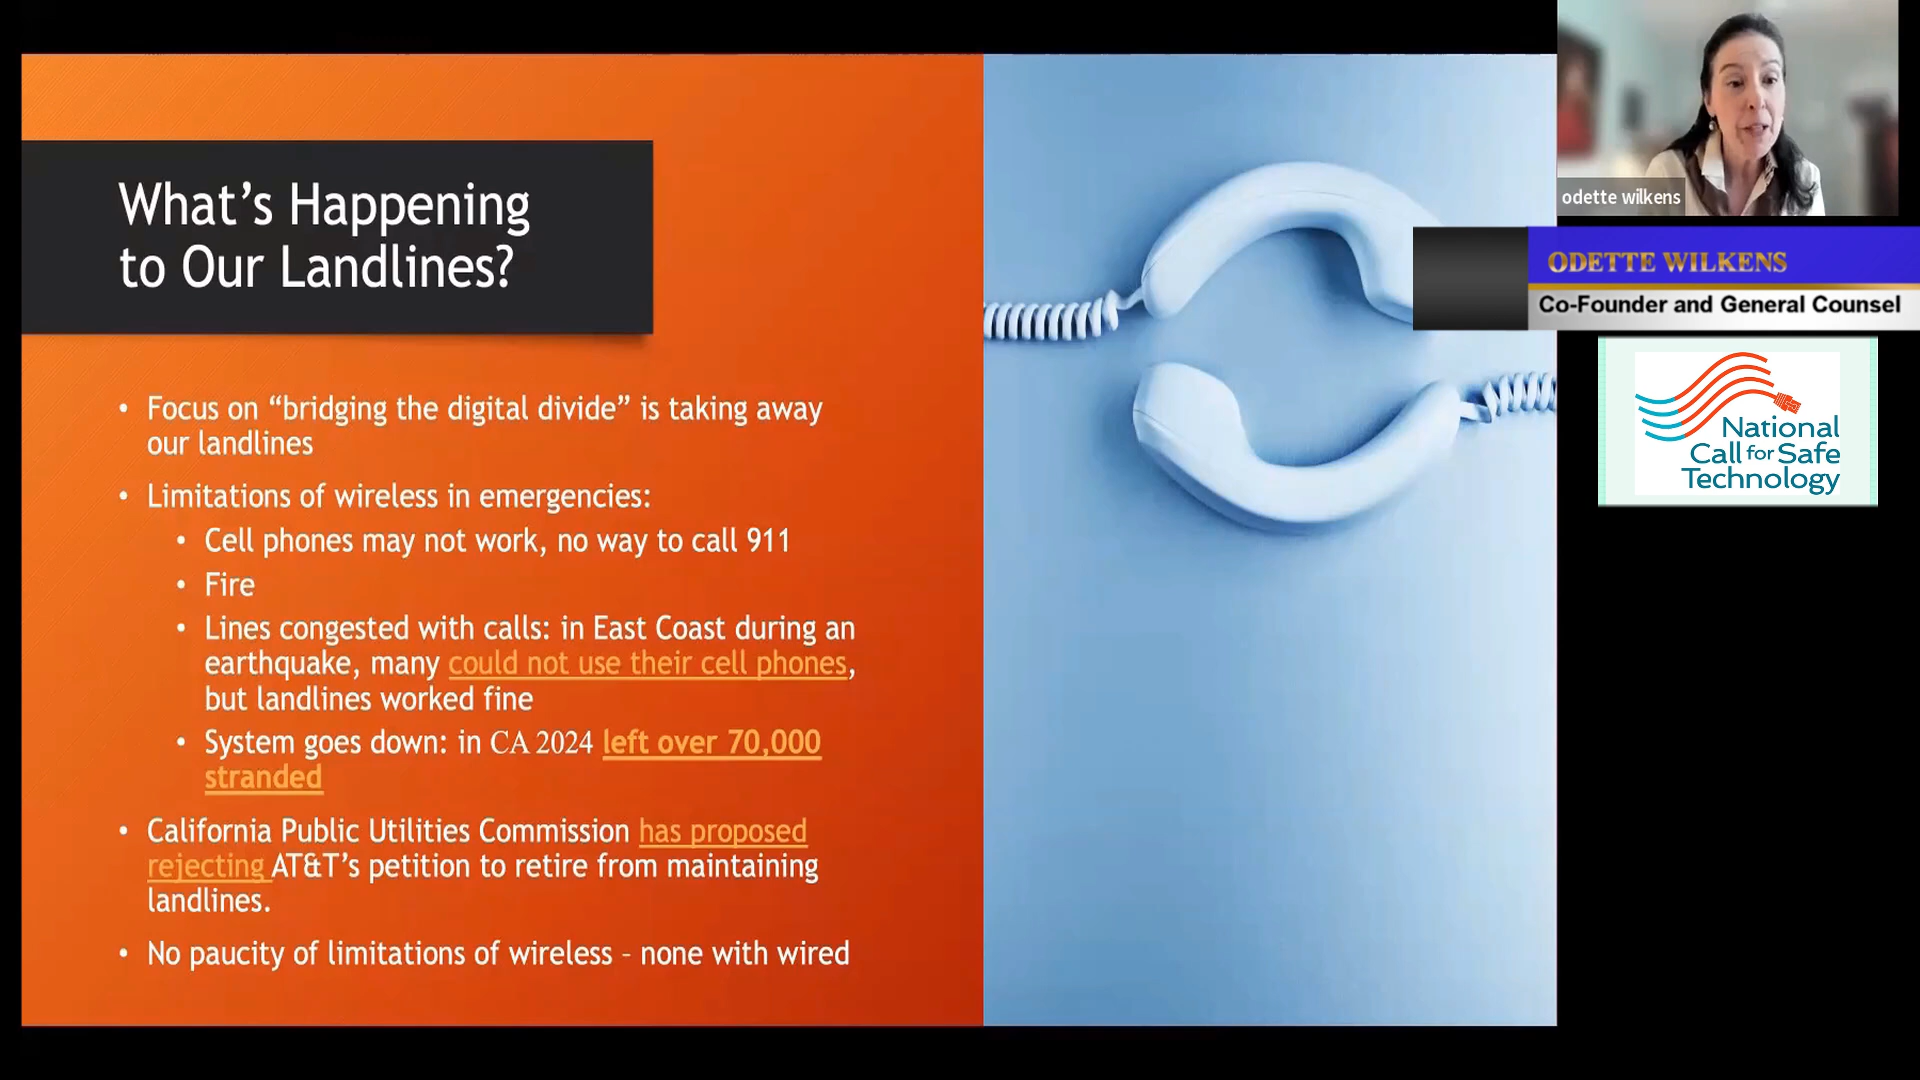 What's Happening
to Our Landlines?
• Focus on “bridging the digital divide” is taking away
our landlines
• Limitations of wireless in emergencies:
• Cell phones may not work, no way to call 911
• Fire
• Lines congested with calls: in East Coast during an
earthquake, many could not use their cell phones,
but landlines worked fine
• System goes down: in CA 2024 left over 70,000
stranded
• California Public Utilities Commission has proposed
rejecting AT&T’s petition to retire from maintaining
landlines.
• No paucity of limitations of wireless – none with wired
odette wilkens
ODETTE WILKENS
Co-Founder and General Counsel
National
Call for Safe
Technology